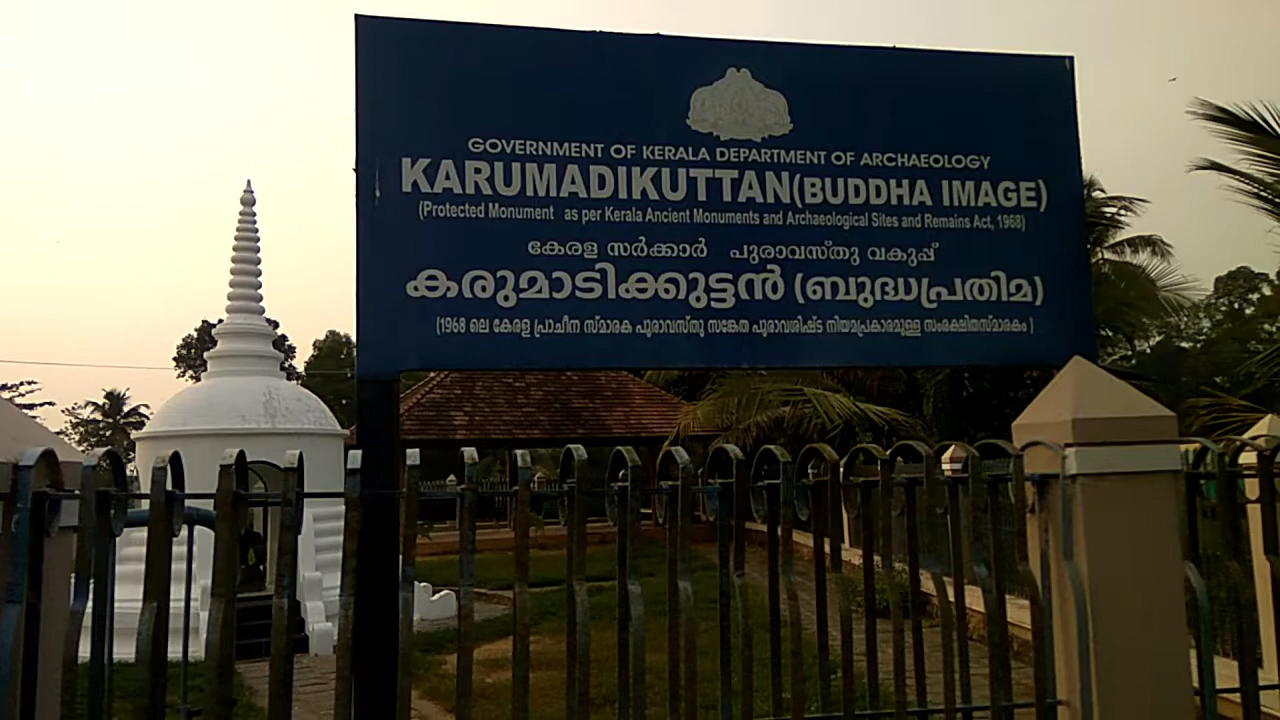 GOVERNMENT OF KERALA DEPARTMENT OF ARCHAEOLOGY
KARUMADIKUTTAN(BUDDHA IMAGE)
(Protected Monument as per Kerala Ancient Monuments and Archaeological Sites and Remains Act, 1968)
കേരള സർക്കാർ പുരാവസ്തു വകുപ്പ്
കരുമാടിക്കുട്ടൻ (ബുദ്ധപ്രതിമ)
(1968 ലെ കേരള പ്രാചീന സ്മാരക പുരാവസ്തു സങ്കേത പുരാവശിഷ്ട നിയമപ്രകാരമുള്ള സംരക്ഷിതസ്മാരകം )